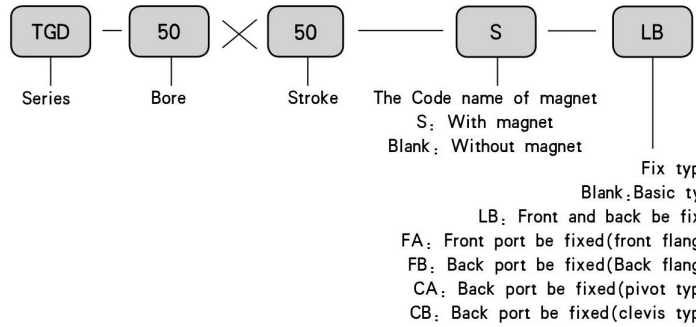 TGD — 50 × 50 — S — LB
Series Bore Stroke The Code name of magnet
S: With magnet
Blank: Without magnet
Fix
Blank:Basic
LB: Front and back be
FA: Front port be fixed(front
FB: Back port be fixed(Back
CA: Back port be fixed(pivot
CB: Back port be fixed(clevis